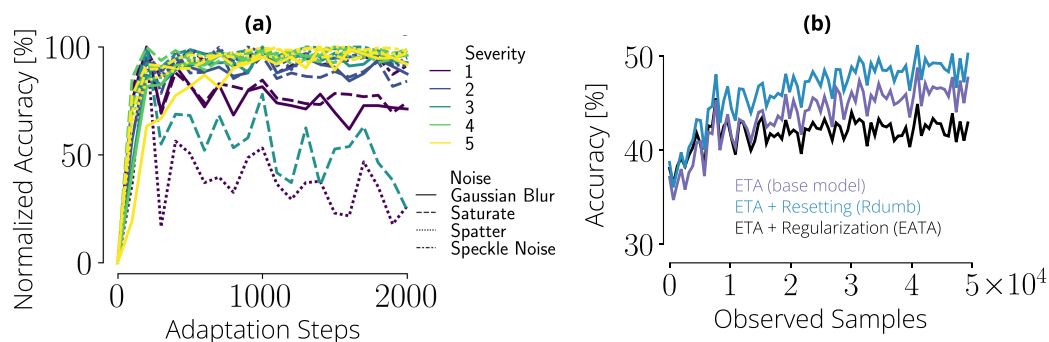 (a)
Normalized Accuracy [%]
100
50
0
0
1000
2000
Adaptation Steps
Severity
1
2
3
4
5
Noise
Gaussian Blur
Saturate
Spatter
Speckle Noise
(b)
Accuracy [%]
50
40
30
ETA (base model)
ETA + Resetting (Rdumb)
ETA + Regularization (EATA)
0
1
2
3
4
5 ×10⁴
Observed Samples